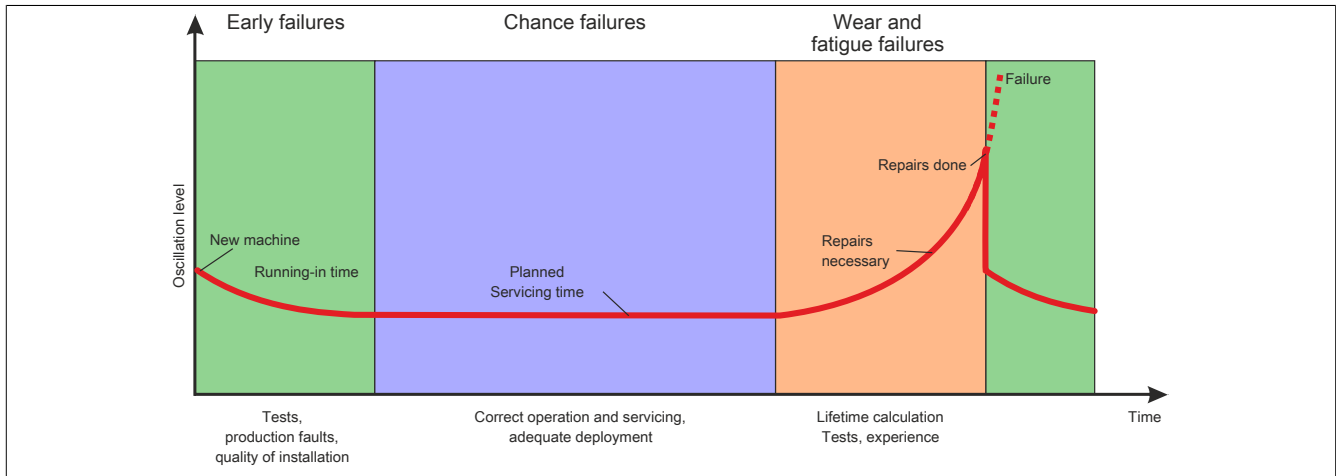 Early failures
Chance failures
Wear and
fatigue failures
Failure
Repairs done
Oscillation level
New machine
Running-in time
Planned
Servicing time
Repairs
necessary
Tests,
production faults,
quality of installation
Correct operation and servicing,
adequate deployment
Lifetime calculation
Tests, experience
Time